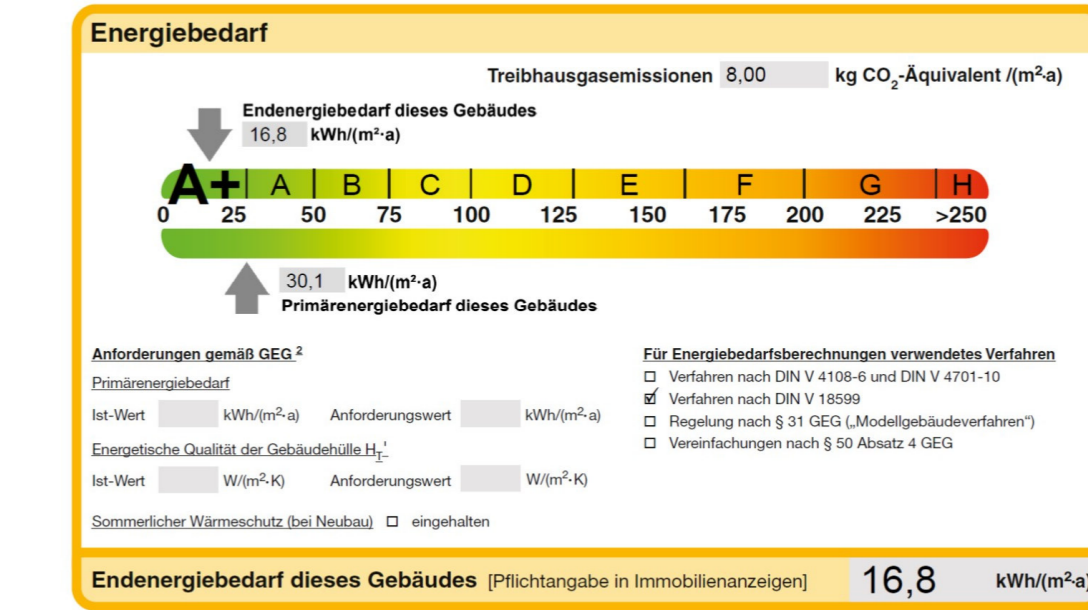 Energiebedarf
Treibhausgasemissionen 8,00 kg CO₂-Äquivalent /(m²·a)
Endenergiebedarf dieses Gebäudes
16,8 kWh/(m²·a)
A+ A B C D E F G H
0 25 50 75 100 125 150 175 200 225 >250
30,1 kWh/(m²·a)
Primärenergiebedarf dieses Gebäudes
Anforderungen gemäß GEG ²
Primärenergiebedarf
Ist-Wert kWh/(m²·a) Anforderungswert kWh/(m²·a)
Energetische Qualität der Gebäudehülle H_T'
Ist-Wert W/(m²·K) Anforderungswert W/(m²·K)
Sommerlicher Wärmeschutz (bei Neubau) ☐ eingehalten
Für Energiebedarfsberechnungen verwendetes Verfahren
☐ Verfahren nach DIN V 4108-6 und DIN V 4701-10
☑ Verfahren nach DIN V 18599
☐ Regelung nach § 31 GEG („Modellgebäudeverfahren“)
☐ Vereinfachungen nach § 50 Absatz 4 GEG
Endenergiebedarf dieses Gebäudes [Pflichtangabe in Immobilienanzeigen] 16,8 kWh/(m²·a)